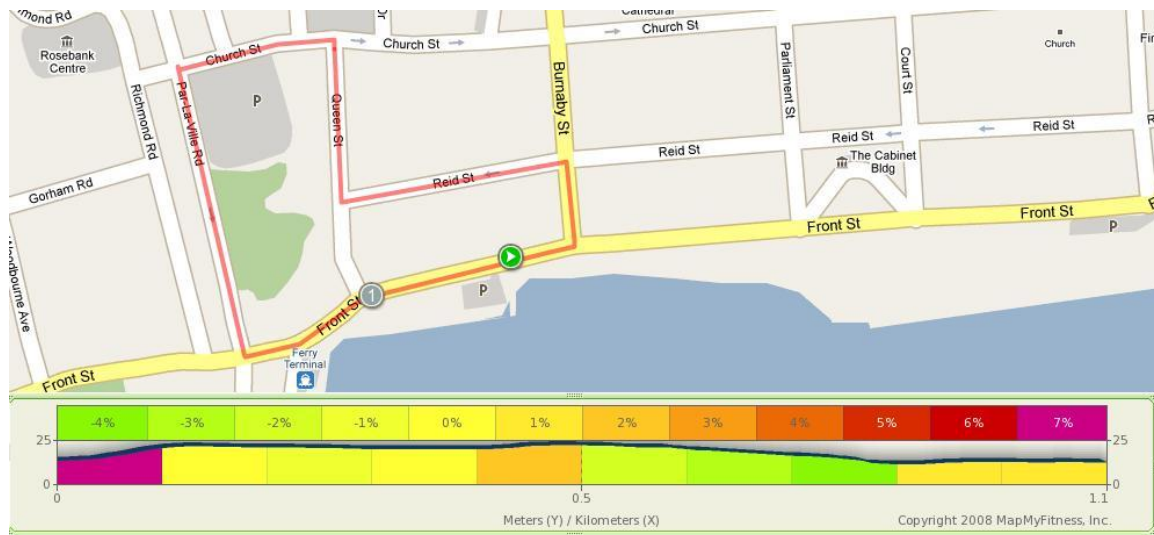 mond Rd
Dr
Cathedral
Rosebank
Centre
Church St
Church St
Church St
Church
Fi
P
Par-La-Ville Rd
Richmond Rd
Queen St
Burnaby St
Parliament St
Court St
Reid St
Reid St
Reid St
Reid St
R
The Cabinet
Bldg
Gorham Rd
Woodbourne Ave
Front St
Front St
F
P
P
1
Front St
Ferry
Terminal
Front St
-4% -3% -2% -1% 0% 1% 2% 3% 4% 5% 6% 7%
25 25
0 0
0 0.5 1.1
Meters (Y) / Kilometers (X)
Copyright 2008 MapMyFitness, Inc.